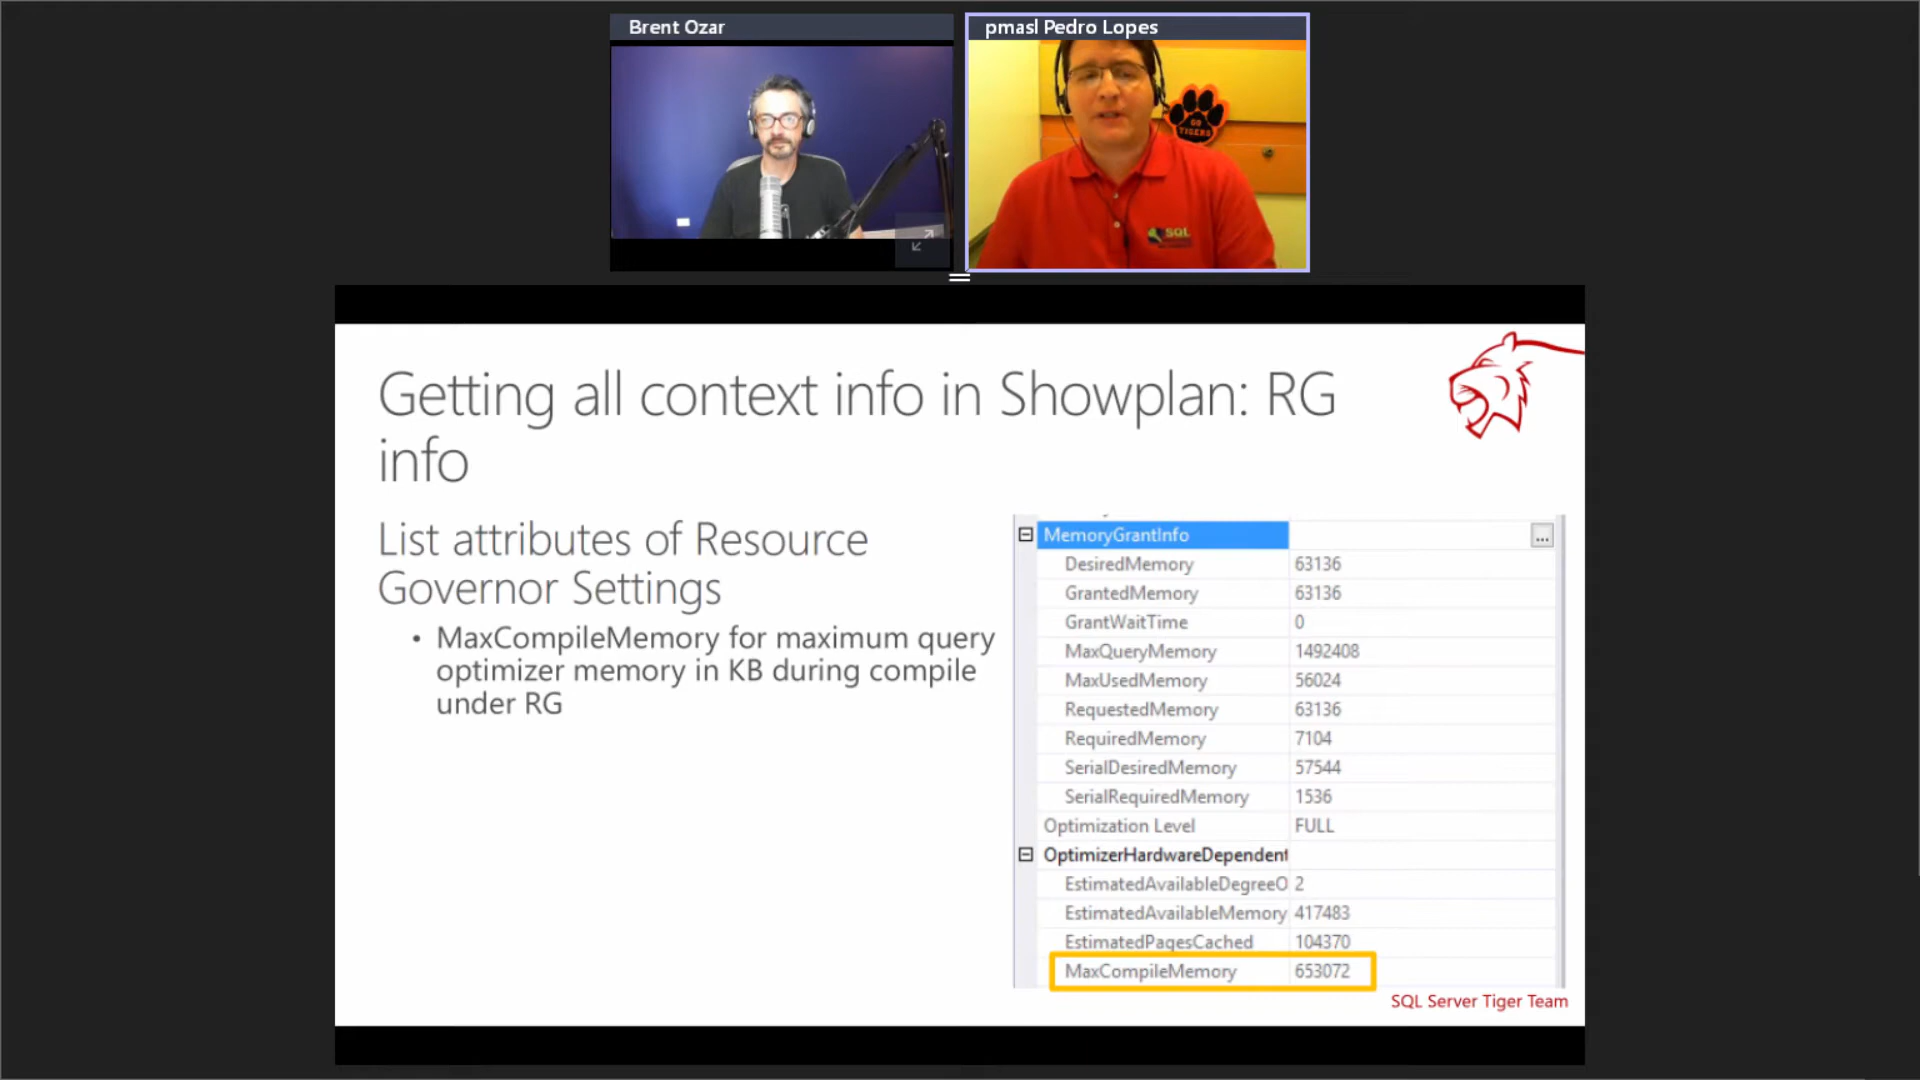 Brent Ozar
pmasl Pedro Lopes
GO
TIGERS
SQL
Getting all context info in Showplan: RG
info
List attributes of Resource
Governor Settings
• MaxCompileMemory for maximum query
optimizer memory in KB during compile
under RG
MemoryGrantInfo ...
DesiredMemory 63136
GrantedMemory 63136
GrantWaitTime 0
MaxQueryMemory 1492408
MaxUsedMemory 56024
RequestedMemory 63136
RequiredMemory 7104
SerialDesiredMemory 57544
SerialRequiredMemory 1536
Optimization Level FULL
OptimizerHardwareDependent
EstimatedAvailableDegreeO 2
EstimatedAvailableMemory 417483
EstimatedPagesCached 104370
MaxCompileMemory 653072
SQL Server Tiger Team